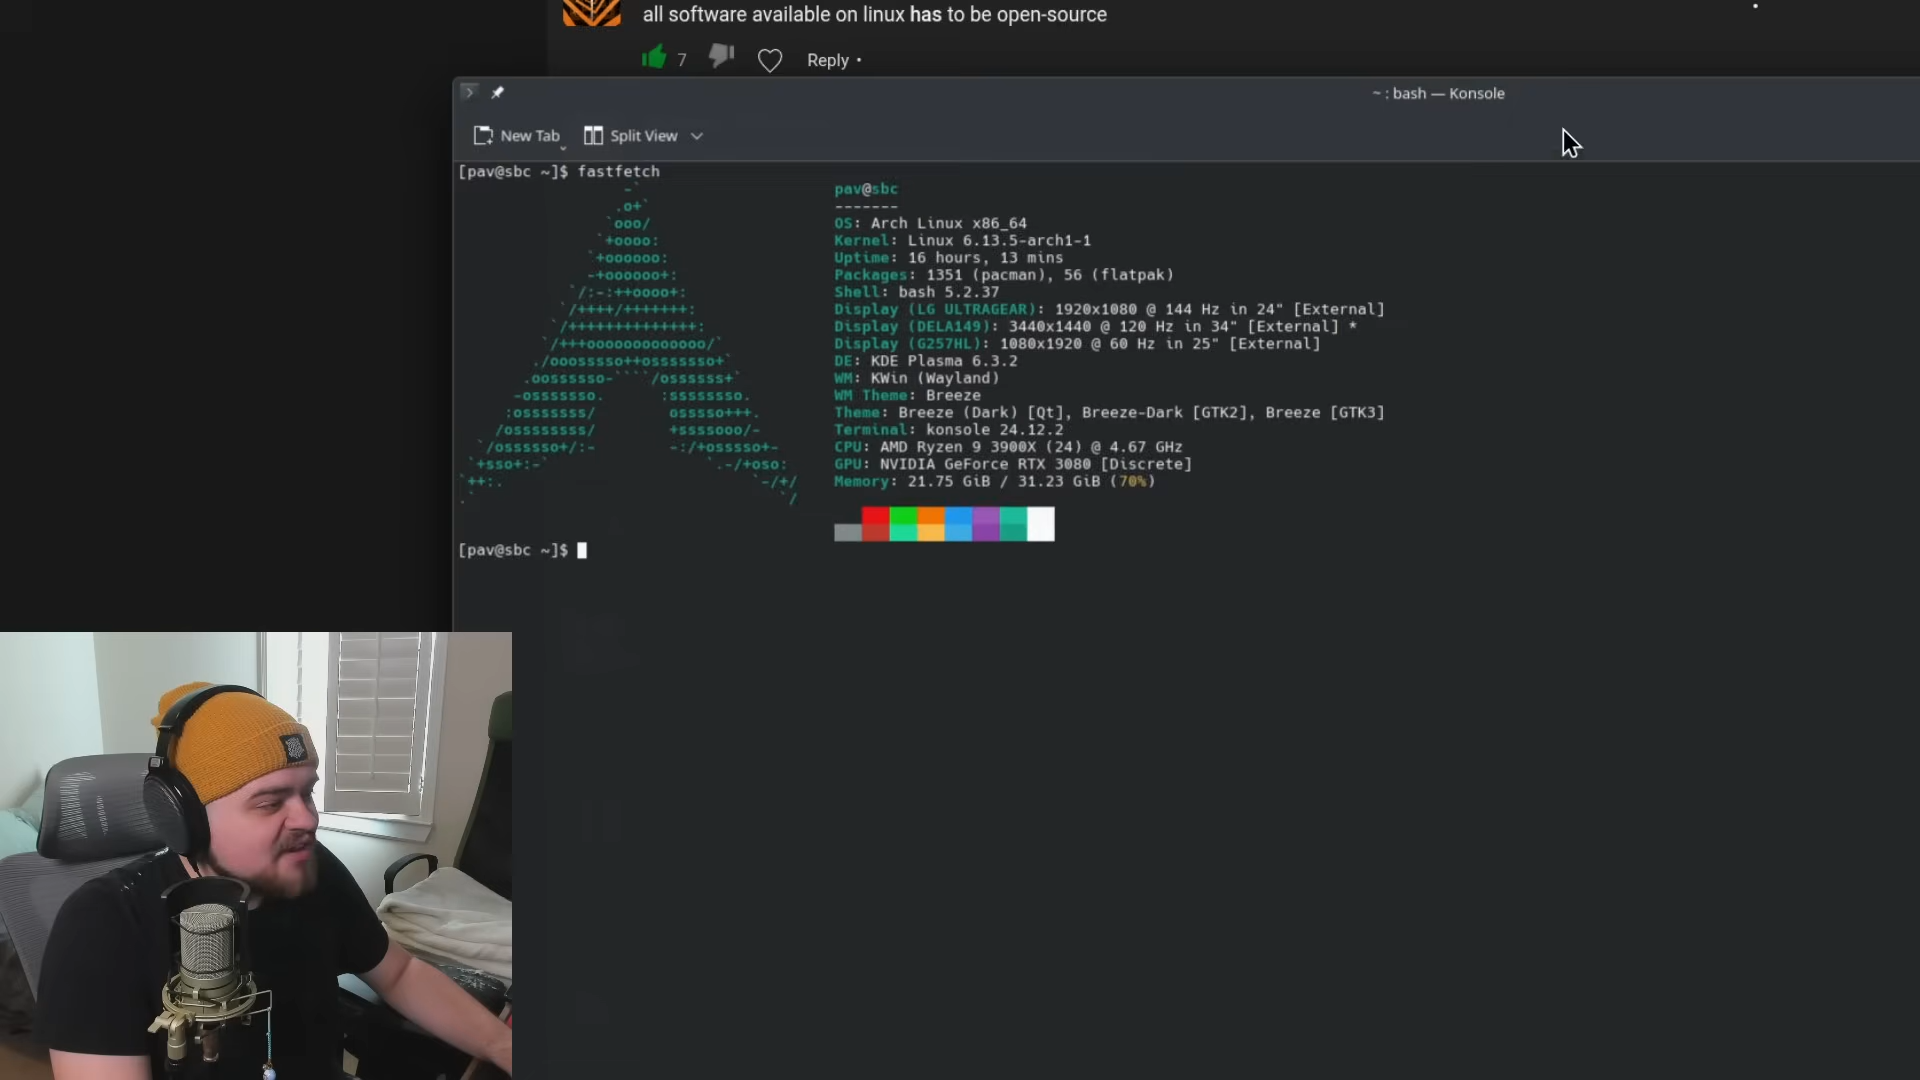 all software available on linux has to be open-source
7
Reply •
~ : bash — Konsole
New Tab
Split View
[pav@sbc ~]$ fastfetch
pav@sbc
-------
OS: Arch Linux x86_64
Kernel: Linux 6.13.5-arch1-1
Uptime: 16 hours, 13 mins
Packages: 1351 (pacman), 56 (flatpak)
Shell: bash 5.2.37
Display (LG ULTRAGEAR): 1920x1080 @ 144 Hz in 24" [External]
Display (DELA149): 3440x1440 @ 120 Hz in 34" [External] *
Display (G257HL): 1080x1920 @ 60 Hz in 25" [External]
DE: KDE Plasma 6.3.2
WM: KWin (Wayland)
WM Theme: Breeze
Theme: Breeze (Dark) [Qt], Breeze-Dark [GTK2], Breeze [GTK3]
Terminal: konsole 24.12.2
CPU: AMD Ryzen 9 3900X (24) @ 4.67 GHz
GPU: NVIDIA GeForce RTX 3080 [Discrete]
Memory: 21.75 GiB / 31.23 GiB (70%)
[pav@sbc ~]$